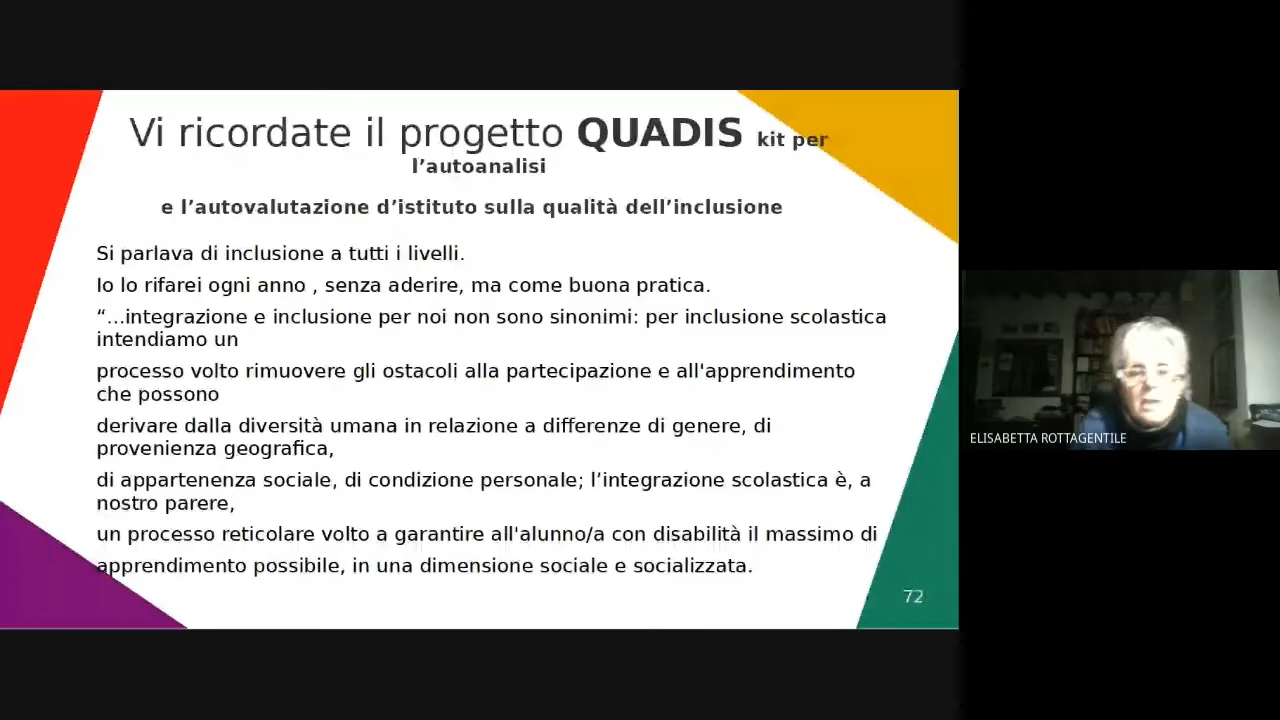 Vi ricordate il progetto QUADIS kit per
l’autoanalisi
e l’autovalutazione d’istituto sulla qualità dell’inclusione
Si parlava di inclusione a tutti i livelli.
Io lo rifarei ogni anno , senza aderire, ma come buona pratica.
“…integrazione e inclusione per noi non sono sinonimi: per inclusione scolastica
intendiamo un
processo volto rimuovere gli ostacoli alla partecipazione e all'apprendimento
che possono
derivare dalla diversità umana in relazione a differenze di genere, di
provenienza geografica,
di appartenenza sociale, di condizione personale; l’integrazione scolastica è, a
nostro parere,
un processo reticolare volto a garantire all'alunno/a con disabilità il massimo di
apprendimento possibile, in una dimensione sociale e socializzata.
72
ELISABETTA ROTTAGENTILE